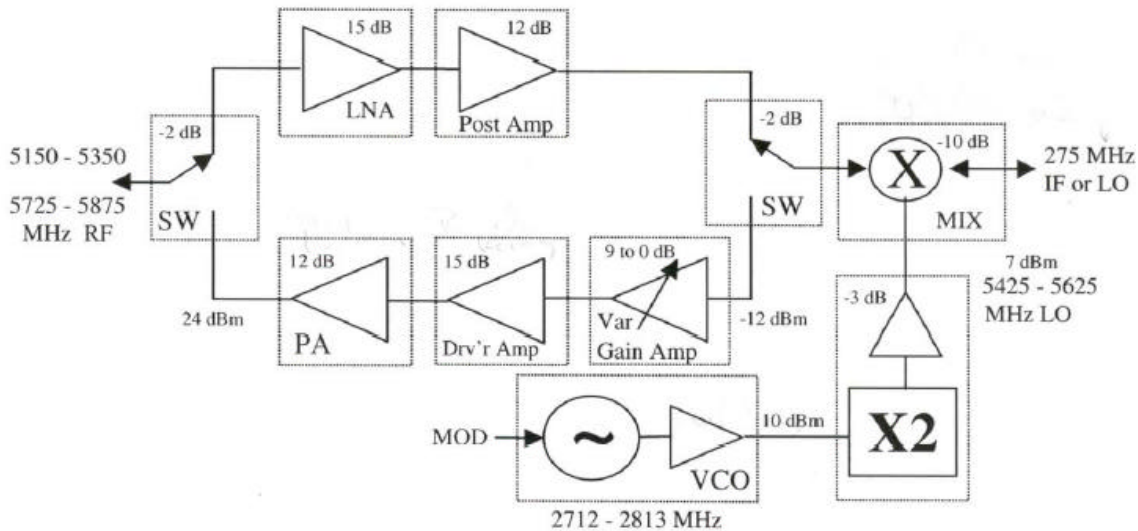 15 dB
LNA
12 dB
Post Amp
-2 dB
SW
5150 - 5350
5725 - 5875
MHz RF
-2 dB
SW
-10 dB
X
MIX
275 MHz
IF or LO
12 dB
PA
24 dBm
15 dB
Drv'r Amp
9 to 0 dB
Var
Gain Amp
-12 dBm
7 dBm
5425 - 5625
MHz LO
-3 dB
X2
MOD
~
VCO
10 dBm
2712 - 2813 MHz